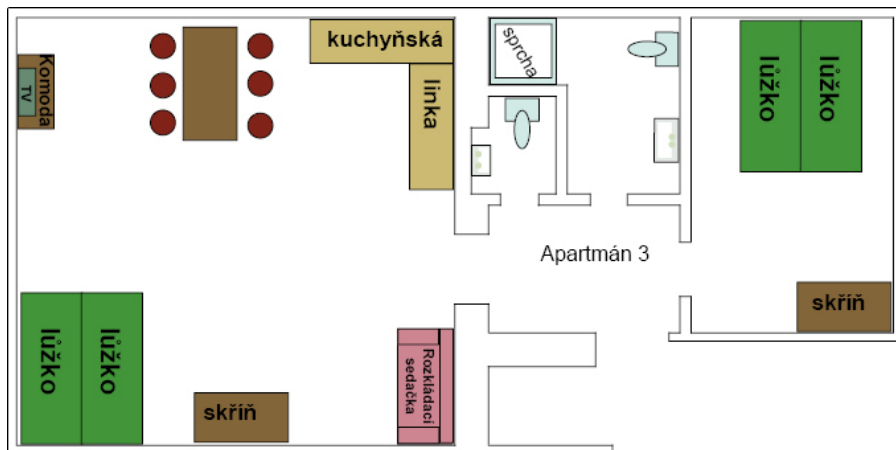 kuchyňská
linka
sprcha
Komoda
TV
lůžko
lůžko
Apartmán 3
skříň
lůžko
lůžko
skříň
Rozkládací
sedačka